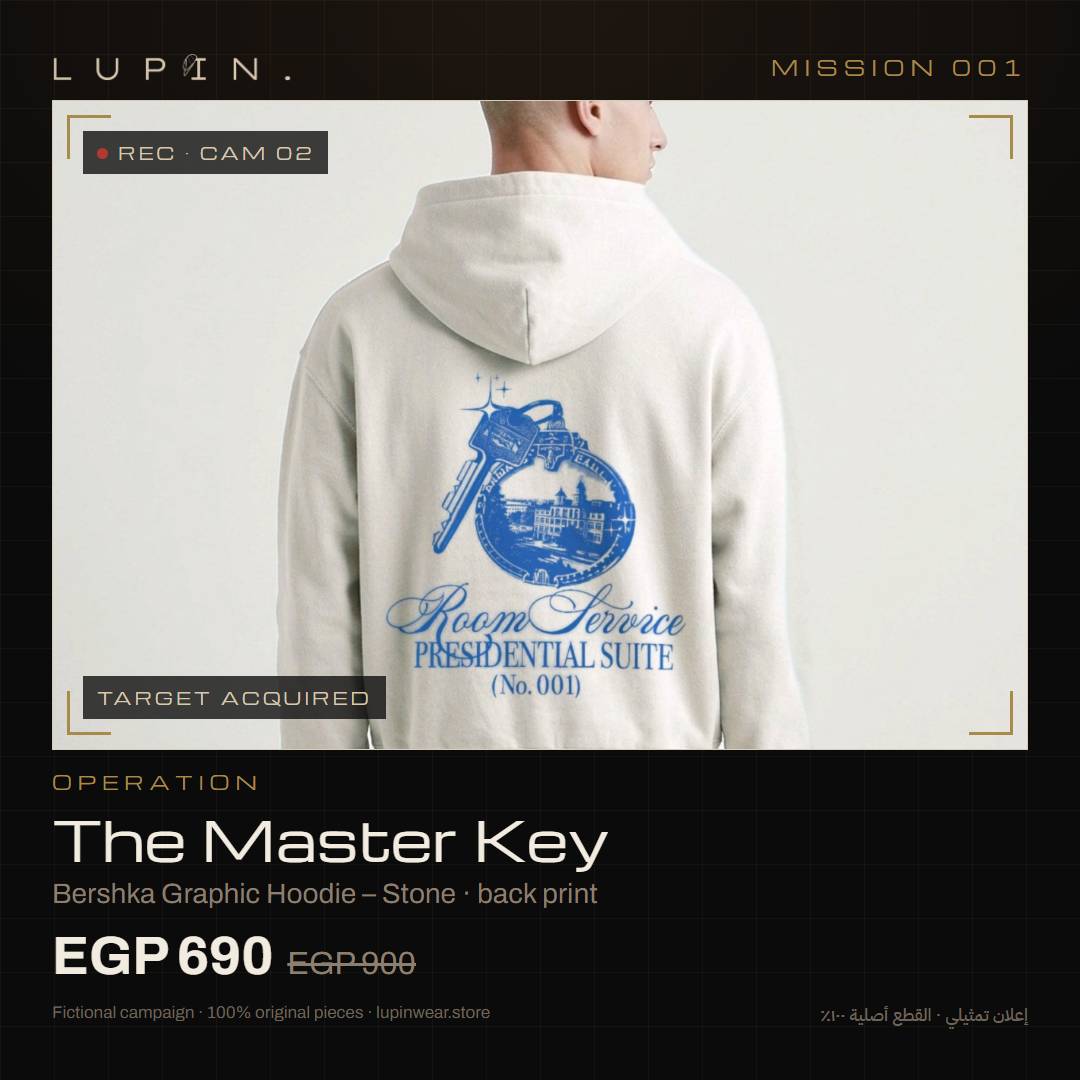 LUPIN.
MISSION 001
REC · CAM 02
Room Service
PRESIDENTIAL SUITE
(No. 001)
TARGET ACQUIRED
OPERATION
The Master Key
Bershka Graphic Hoodie – Stone · back print
EGP 690 EGP 900
Fictional campaign · 100% original pieces · lupinwear.store
إعلان تمثيلي · القطع أصلية ١٠٠٪